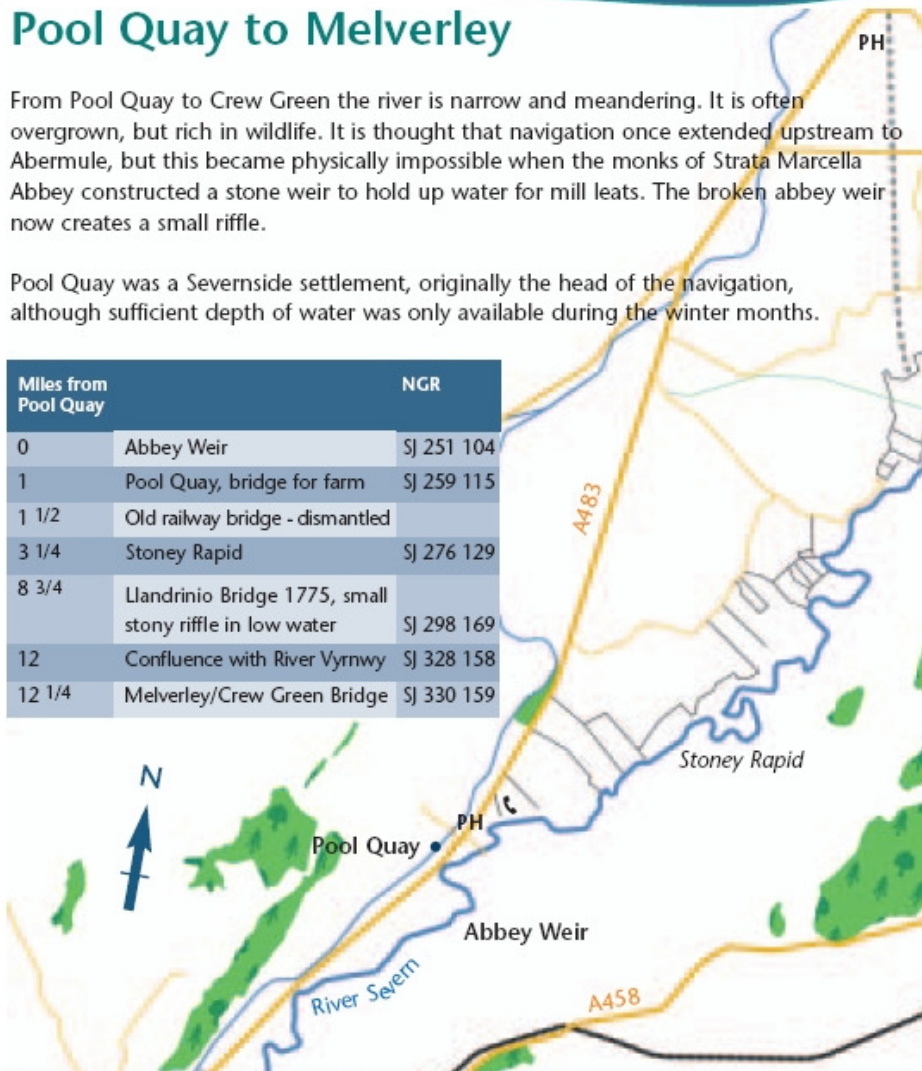 Pool Quay to Melverley
From Pool Quay to Crew Green the river is narrow and meandering. It is often
overgrown, but rich in wildlife. It is thought that navigation once extended upstream to
Abermule, but this became physically impossible when the monks of Strata Marcella
Abbey constructed a stone weir to hold up water for mill leats. The broken abbey weir
now creates a small riffle.
Pool Quay was a Severnside settlement, originally the head of the navigation,
although sufficient depth of water was only available during the winter months.
Miles from
Pool Quay
NGR
0 Abbey Weir SJ 251 104
1 Pool Quay, bridge for farm SJ 259 115
1 1/2 Old railway bridge - dismantled
3 1/4 Stoney Rapid SJ 276 129
8 3/4 Llandrinio Bridge 1775, small
stony riffle in low water SJ 298 169
12 Confluence with River Vyrnwy SJ 328 158
12 1/4 Melverley/Crew Green Bridge SJ 330 159
PH
A483
Stoney Rapid
N
PH
Pool Quay
Abbey Weir
River Severn
A458